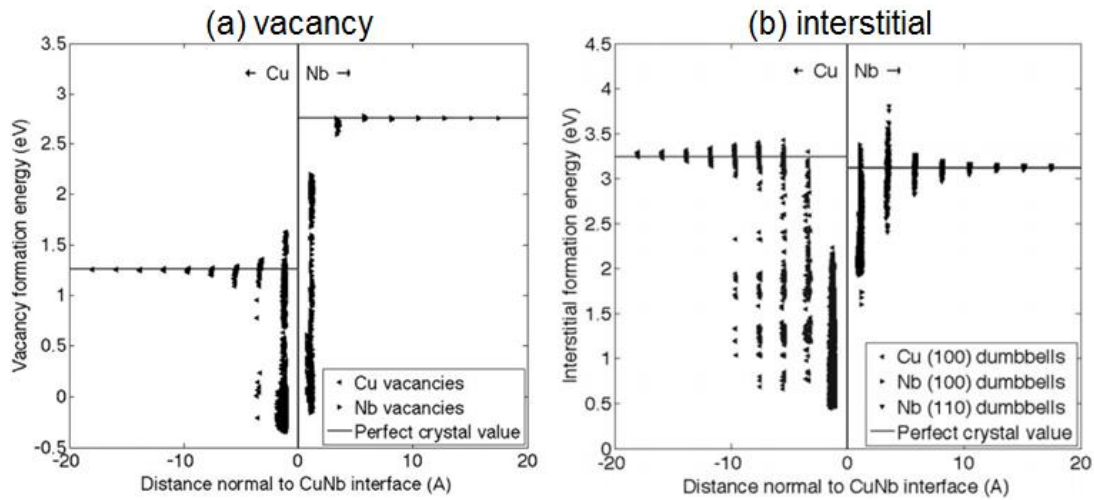 (a) vacancy
3.5
3
2.5
2
1.5
1
0.5
0
-0.5
-20
-10
0
10
20
← Cu
Nb →
Vacancy formation energy (eV)
Distance normal to CuNb interface (A)
Cu vacancies
Nb vacancies
Perfect crystal value
(b) interstitial
4.5
4
3.5
3
2.5
2
1.5
1
0.5
0
-20
-10
0
10
20
← Cu
Nb →
Interstitial formation energy (eV)
Distance normal to CuNb interface (A)
Cu (100) dumbbells
Nb (100) dumbbells
Nb (110) dumbbells
Perfect crystal value